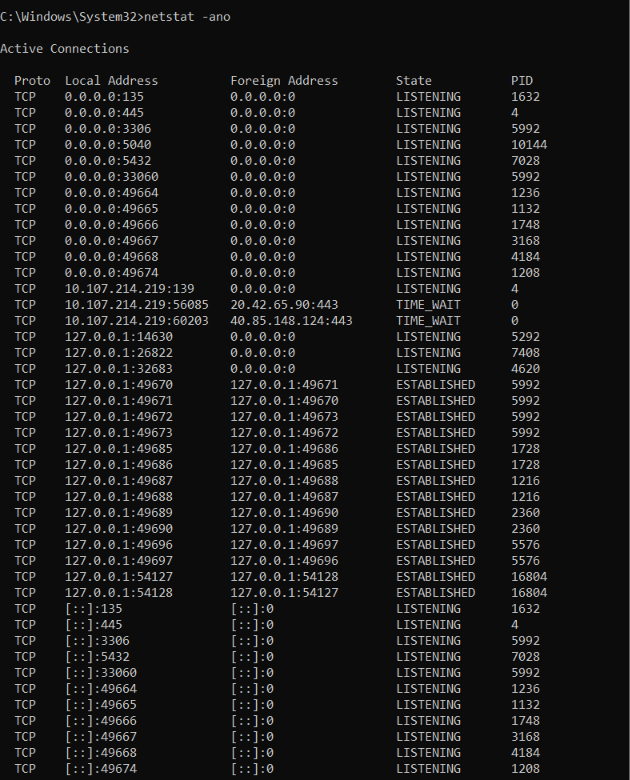 C:\Windows\System32>netstat -ano
Active Connections
Proto  Local Address          Foreign Address        State           PID
TCP    0.0.0.0:135            0.0.0.0:0              LISTENING       1632
TCP    0.0.0.0:445            0.0.0.0:0              LISTENING       4
TCP    0.0.0.0:3306           0.0.0.0:0              LISTENING       5992
TCP    0.0.0.0:5040           0.0.0.0:0              LISTENING       10144
TCP    0.0.0.0:5432           0.0.0.0:0              LISTENING       7028
TCP    0.0.0.0:33060          0.0.0.0:0              LISTENING       5992
TCP    0.0.0.0:49664          0.0.0.0:0              LISTENING       1236
TCP    0.0.0.0:49665          0.0.0.0:0              LISTENING       1132
TCP    0.0.0.0:49666          0.0.0.0:0              LISTENING       1748
TCP    0.0.0.0:49667          0.0.0.0:0              LISTENING       3168
TCP    0.0.0.0:49668          0.0.0.0:0              LISTENING       4184
TCP    0.0.0.0:49674          0.0.0.0:0              LISTENING       1208
TCP    10.107.214.219:139     0.0.0.0:0              LISTENING       4
TCP    10.107.214.219:56085   20.42.65.90:443        TIME_WAIT       0
TCP    10.107.214.219:60203   40.85.148.124:443      TIME_WAIT       0
TCP    127.0.0.1:14630        0.0.0.0:0              LISTENING       5292
TCP    127.0.0.1:26822        0.0.0.0:0              LISTENING       7408
TCP    127.0.0.1:32683        0.0.0.0:0              LISTENING       4620
TCP    127.0.0.1:49670        127.0.0.1:49671        ESTABLISHED     5992
TCP    127.0.0.1:49671        127.0.0.1:49670        ESTABLISHED     5992
TCP    127.0.0.1:49672        127.0.0.1:49673        ESTABLISHED     5992
TCP    127.0.0.1:49673        127.0.0.1:49672        ESTABLISHED     5992
TCP    127.0.0.1:49685        127.0.0.1:49686        ESTABLISHED     1728
TCP    127.0.0.1:49686        127.0.0.1:49685        ESTABLISHED     1728
TCP    127.0.0.1:49687        127.0.0.1:49688        ESTABLISHED     1216
TCP    127.0.0.1:49688        127.0.0.1:49687        ESTABLISHED     1216
TCP    127.0.0.1:49689        127.0.0.1:49690        ESTABLISHED     2360
TCP    127.0.0.1:49690        127.0.0.1:49689        ESTABLISHED     2360
TCP    127.0.0.1:49696        127.0.0.1:49697        ESTABLISHED     5576
TCP    127.0.0.1:49697        127.0.0.1:49696        ESTABLISHED     5576
TCP    127.0.0.1:54127        127.0.0.1:54128        ESTABLISHED     16804
TCP    127.0.0.1:54128        127.0.0.1:54127        ESTABLISHED     16804
TCP    [::]:135               [::]:0                 LISTENING       1632
TCP    [::]:445               [::]:0                 LISTENING       4
TCP    [::]:3306              [::]:0                 LISTENING       5992
TCP    [::]:5432              [::]:0                 LISTENING       7028
TCP    [::]:33060             [::]:0                 LISTENING       5992
TCP    [::]:49664             [::]:0                 LISTENING       1236
TCP    [::]:49665             [::]:0                 LISTENING       1132
TCP    [::]:49666             [::]:0                 LISTENING       1748
TCP    [::]:49667             [::]:0                 LISTENING       3168
TCP    [::]:49668             [::]:0                 LISTENING       4184
TCP    [::]:49674             [::]:0                 LISTENING       1208